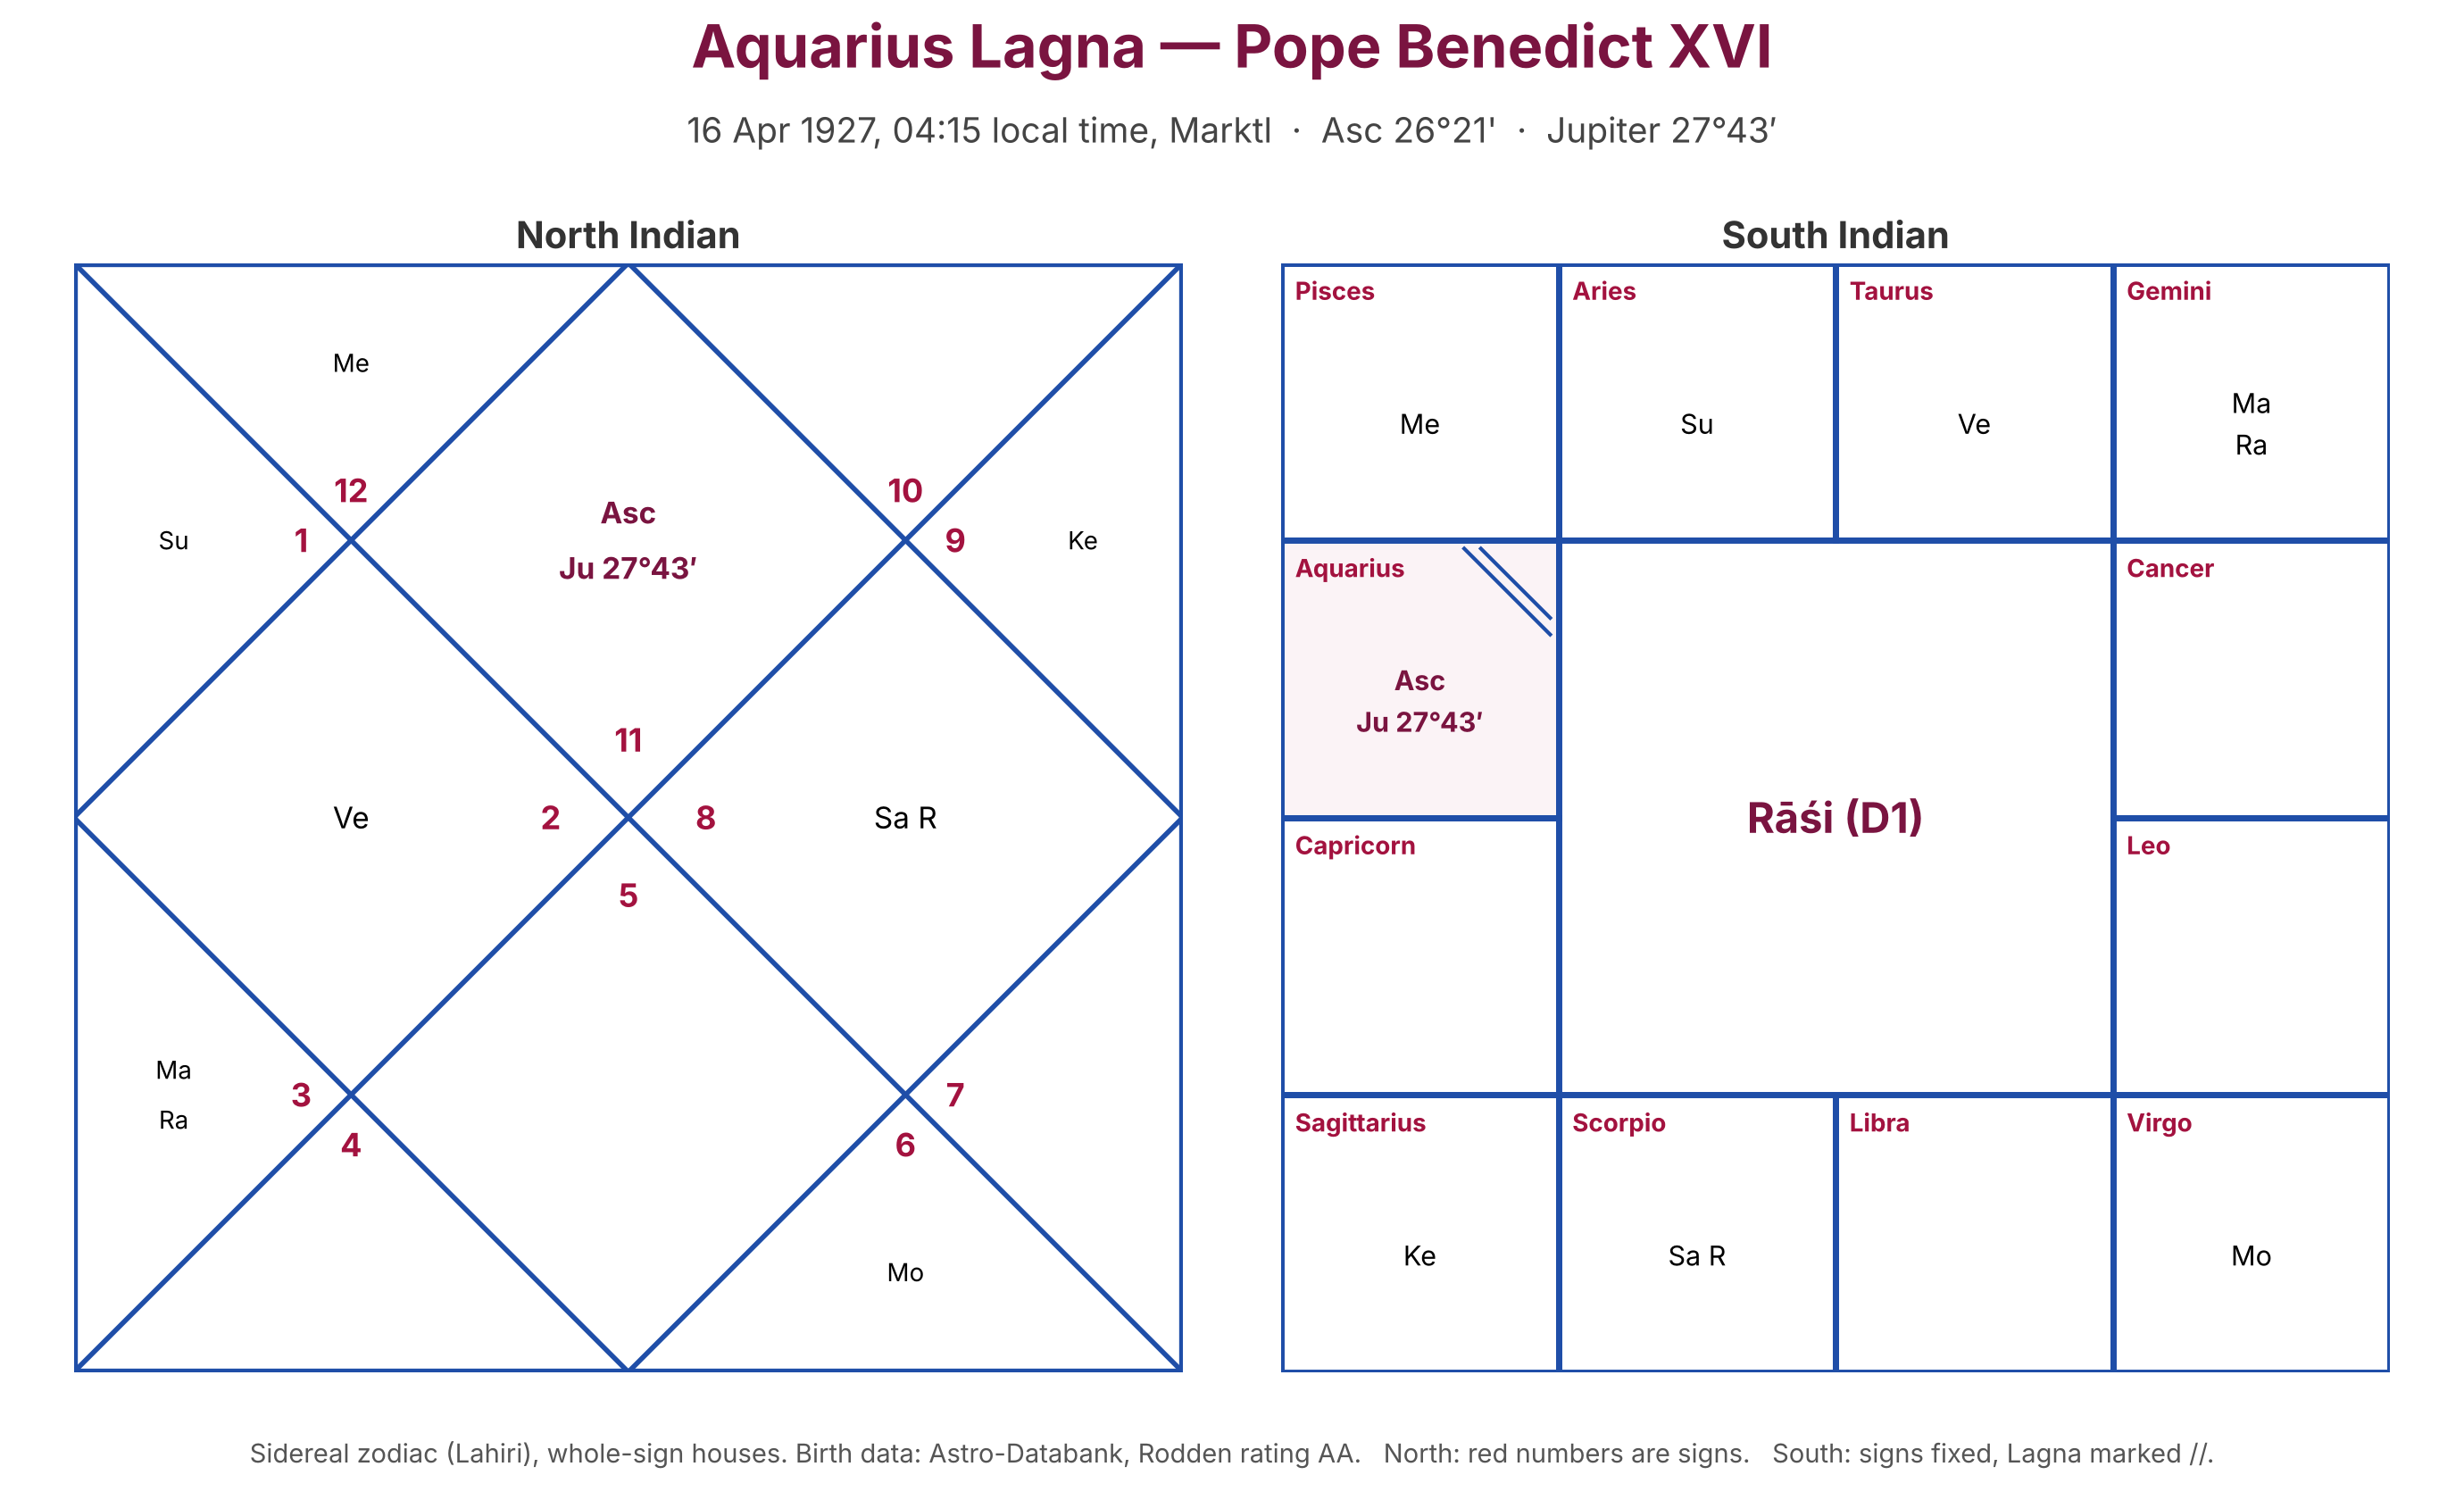 Aquarius Lagna — Pope Benedict XVI
16 Apr 1927, 04:15 local time, Marktl · Asc 26°21' · Jupiter 27°43′
North Indian
Me
12
10
Su
1
Asc
Ju 27°43′
9
Ke
11
Ve
2
8
Sa R
5
Ma
Ra
3
4
7
6
Mo
South Indian
Pisces
Me
Aries
Su
Taurus
Ve
Gemini
Ma
Ra
Aquarius
Asc
Ju 27°43′
Cancer
Rāśi (D1)
Capricorn
Leo
Sagittarius
Ke
Scorpio
Sa R
Libra
Virgo
Mo
Sidereal zodiac (Lahiri), whole-sign houses. Birth data: Astro-Databank, Rodden rating AA. North: red numbers are signs. South: signs fixed, Lagna marked //.